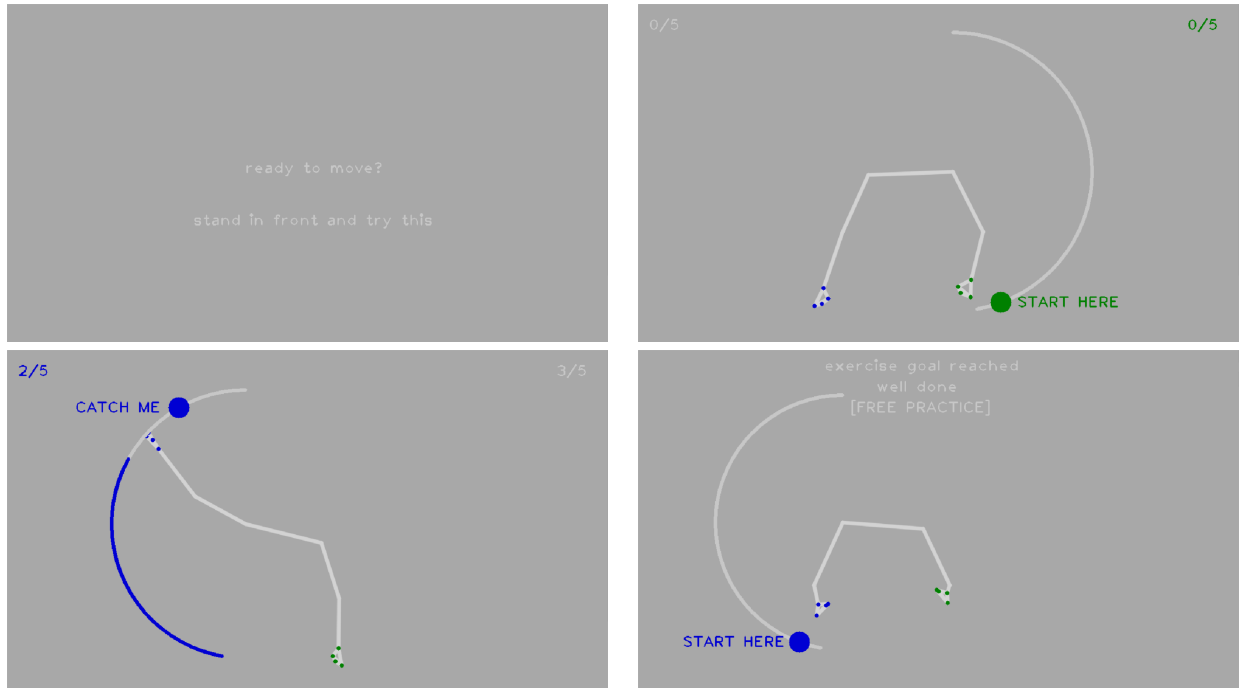 ready to move?
stand in front and try this
0/5
0/5
START HERE
2/5
3/5
CATCH ME
exercise goal reached
well done
[FREE PRACTICE]
START HERE